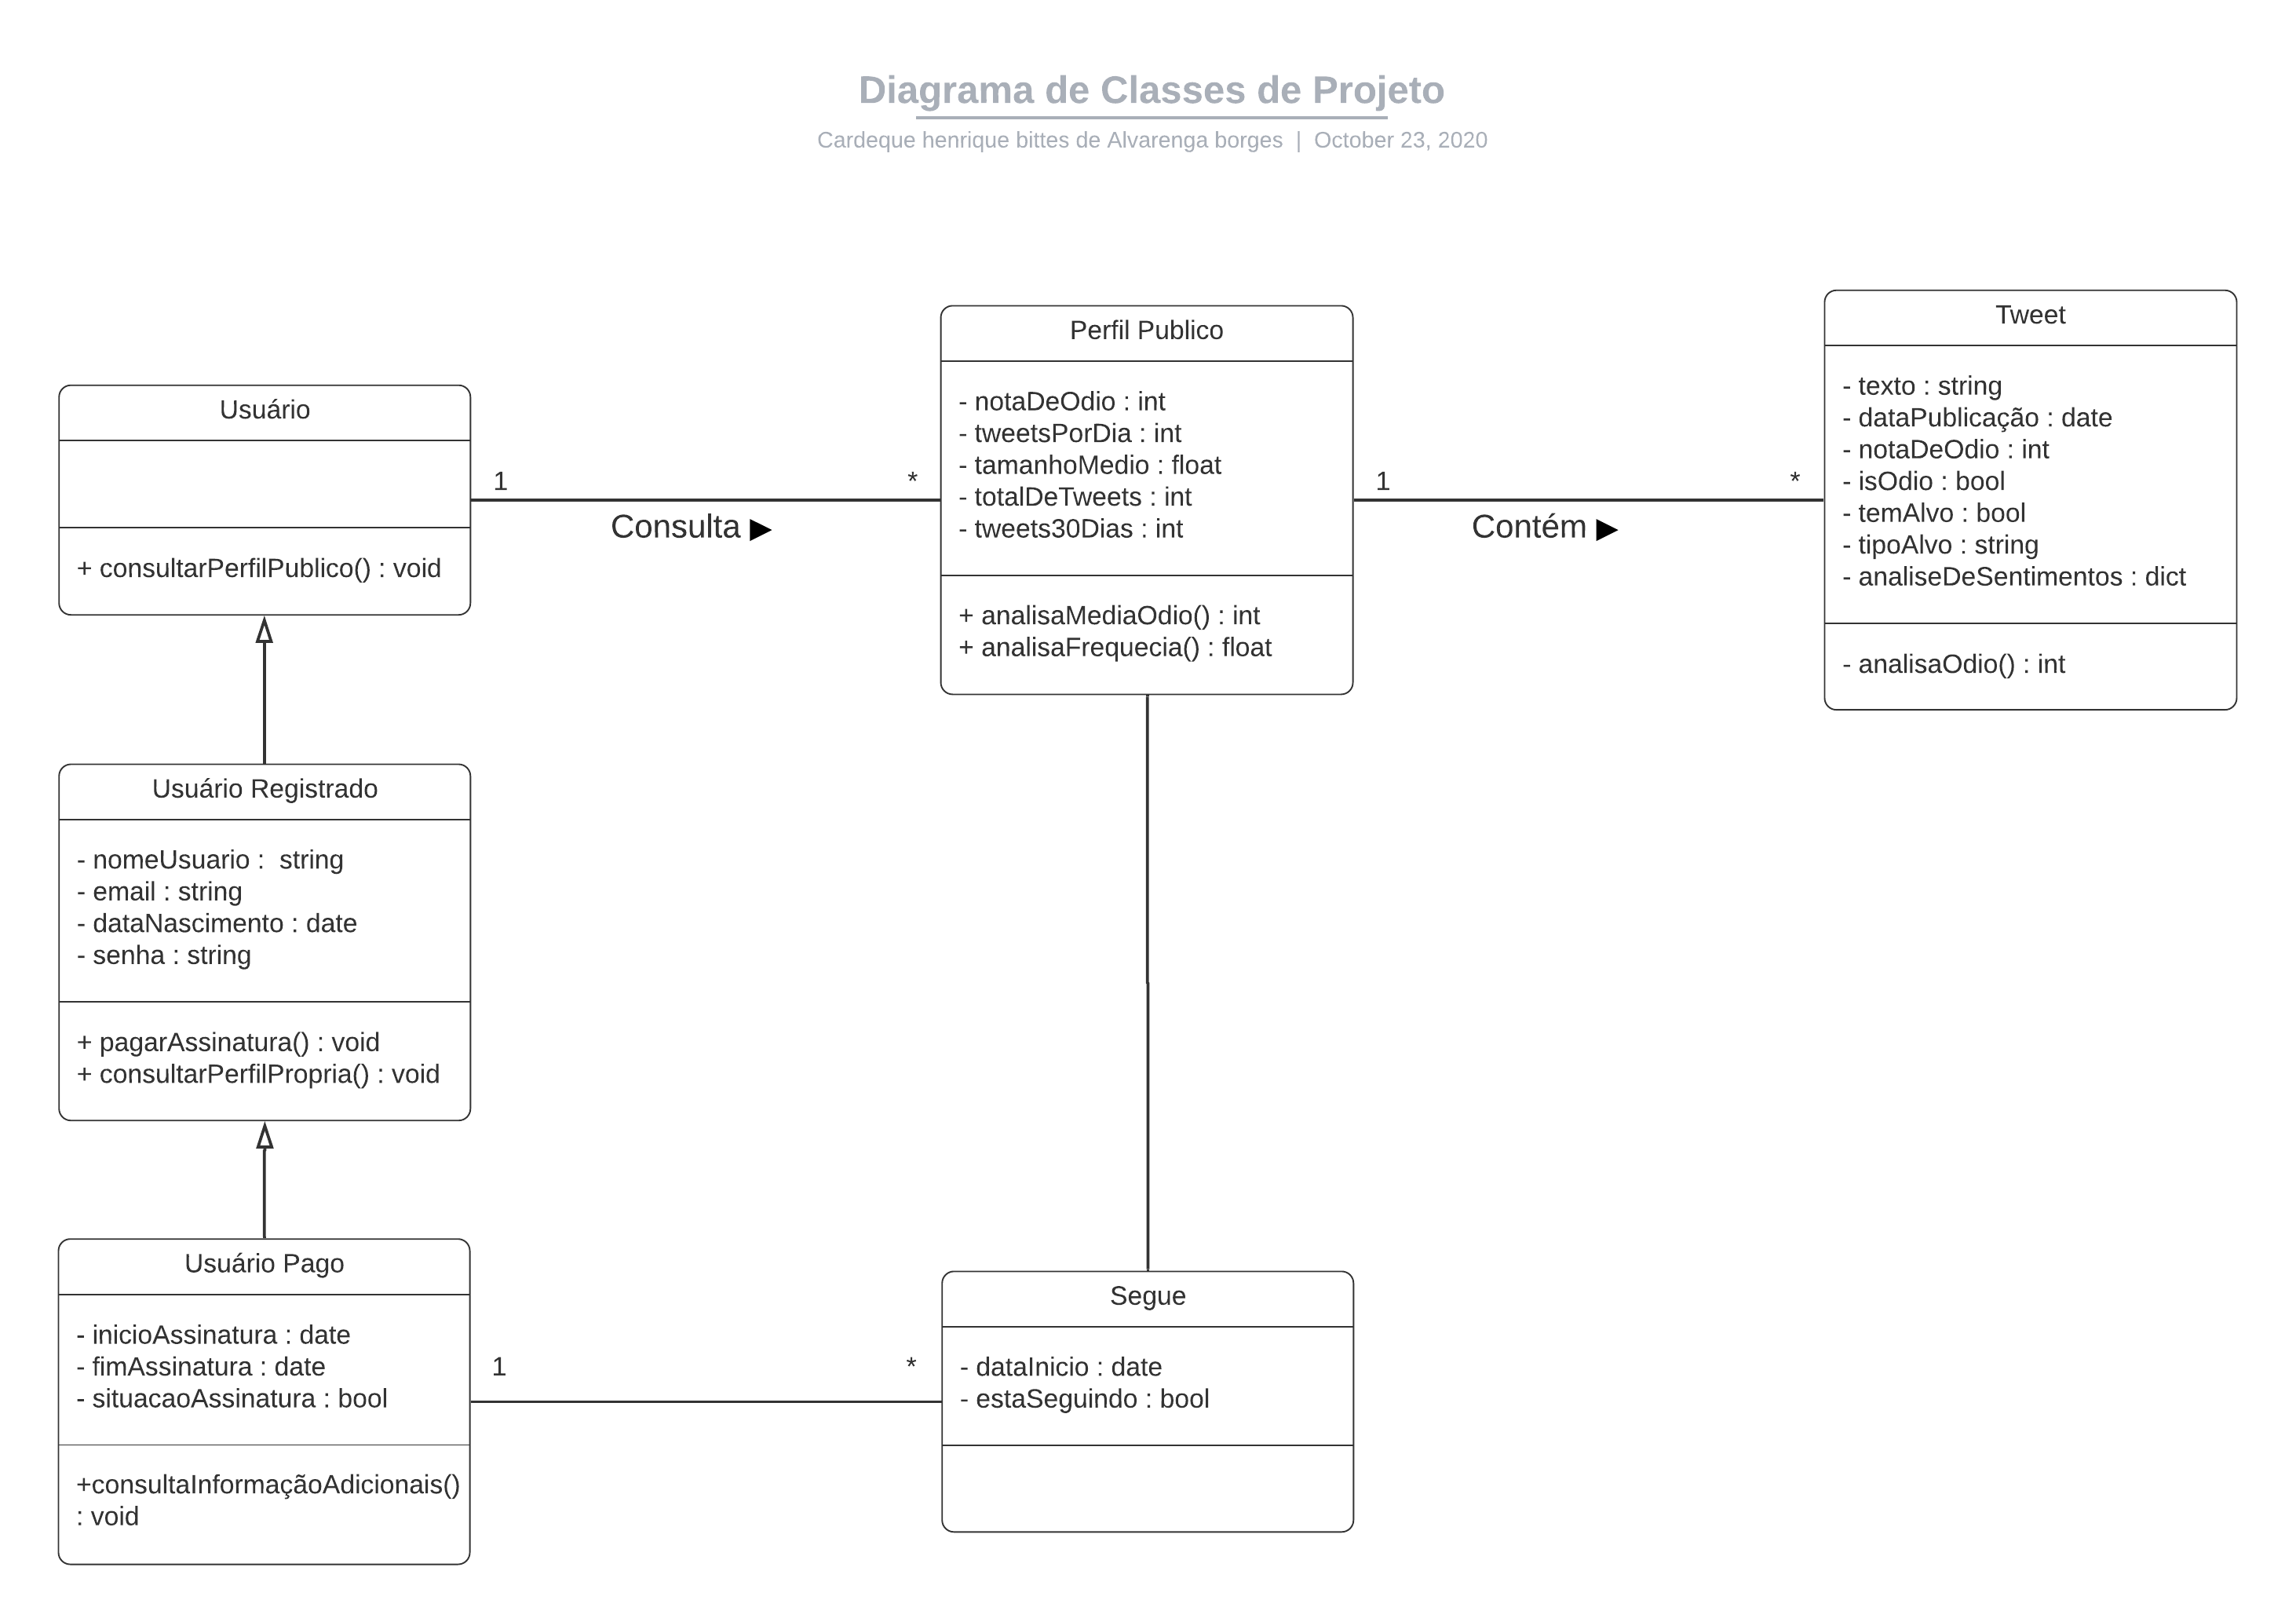 Diagrama de Classes de Projeto
Cardeque henrique bittes de Alvarenga borges | October 23, 2020
Usuário
+ consultarPerfilPublico() : void
1
*
Consulta ▶
Perfil Publico
- notaDeOdio : int
- tweetsPorDia : int
- tamanhoMedio : float
- totalDeTweets : int
- tweets30Dias : int
+ analisaMediaOdio() : int
+ analisaFrequecia() : float
1
*
Contém ▶
Tweet
- texto : string
- dataPublicação : date
- notaDeOdio : int
- isOdio : bool
- temAlvo : bool
- tipoAlvo : string
- analiseDeSentimentos : dict
- analisaOdio() : int
Usuário Registrado
- nomeUsuario :  string
- email : string
- dataNascimento : date
- senha : string
+ pagarAssinatura() : void
+ consultarPerfilPropria() : void
Usuário Pago
- inicioAssinatura : date
- fimAssinatura : date
- situacaoAssinatura : bool
+consultaInformaçãoAdicionais()
: void
1
*
Segue
- dataInicio : date
- estaSeguindo : bool